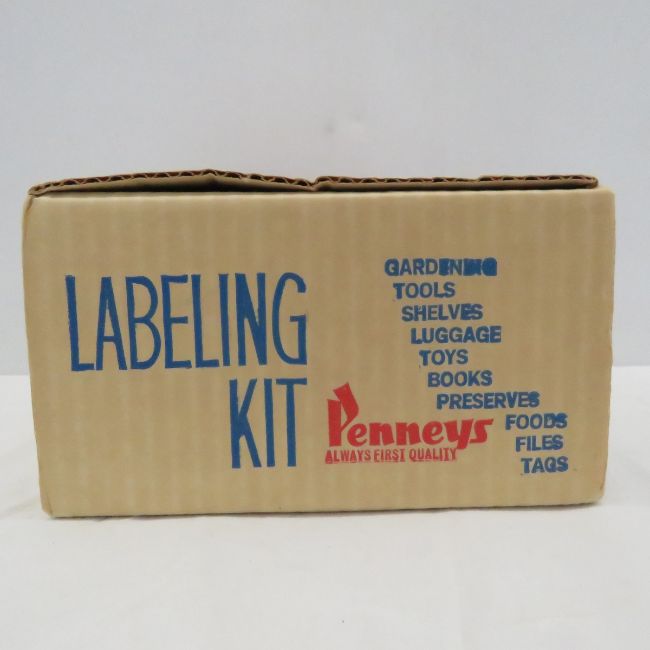 LABELING
KIT
GARDENING
TOOLS
SHELVES
LUGGAGE
TOYS
BOOKS
PRESERVES
FOODS
FILES
TAGS
Penneys
ALWAYS FIRST QUALITY